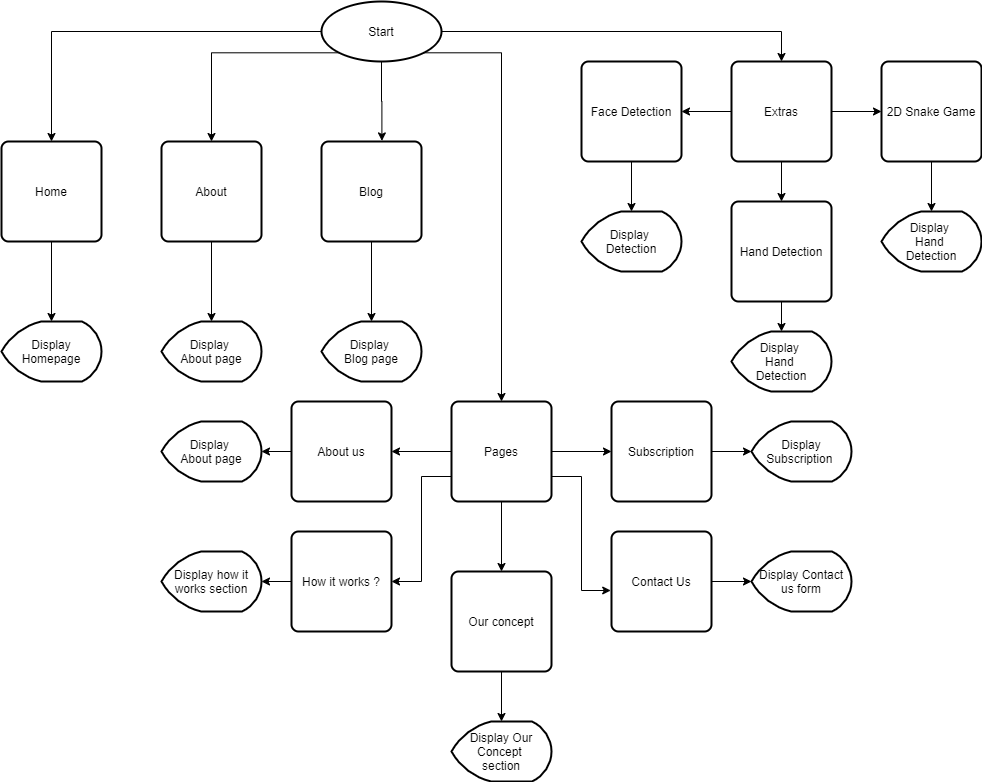 Start
Face Detection
Extras
2D Snake Game
Home
About
Blog
Display
Detection
Hand Detection
Display
Hand
Detection
Display
Homepage
Display
About page
Display
Blog page
Display
Hand
Detection
Display
About page
About us
Pages
Subscription
Display
Subscription
Display how it
works section
How it works ?
Our concept
Contact Us
Display Contact
us form
Display Our
Concept
section